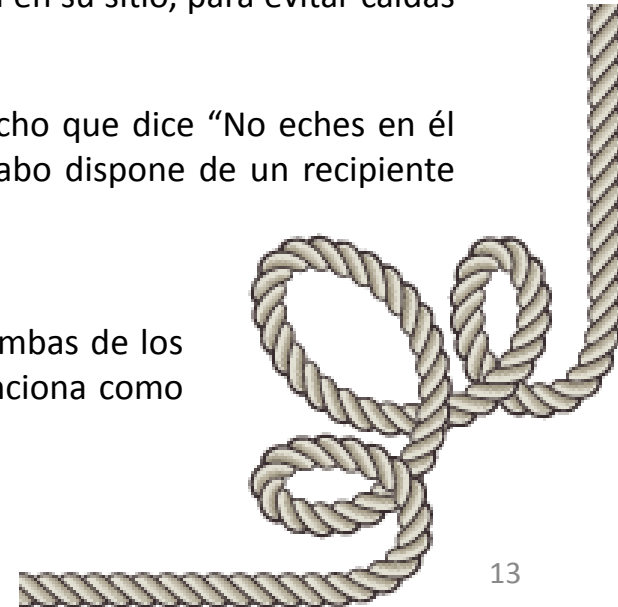 en su sitio, para evitar caídas
cho que dice “No eches en él
abo dispone de un recipiente
mbas de los
nciona como
13